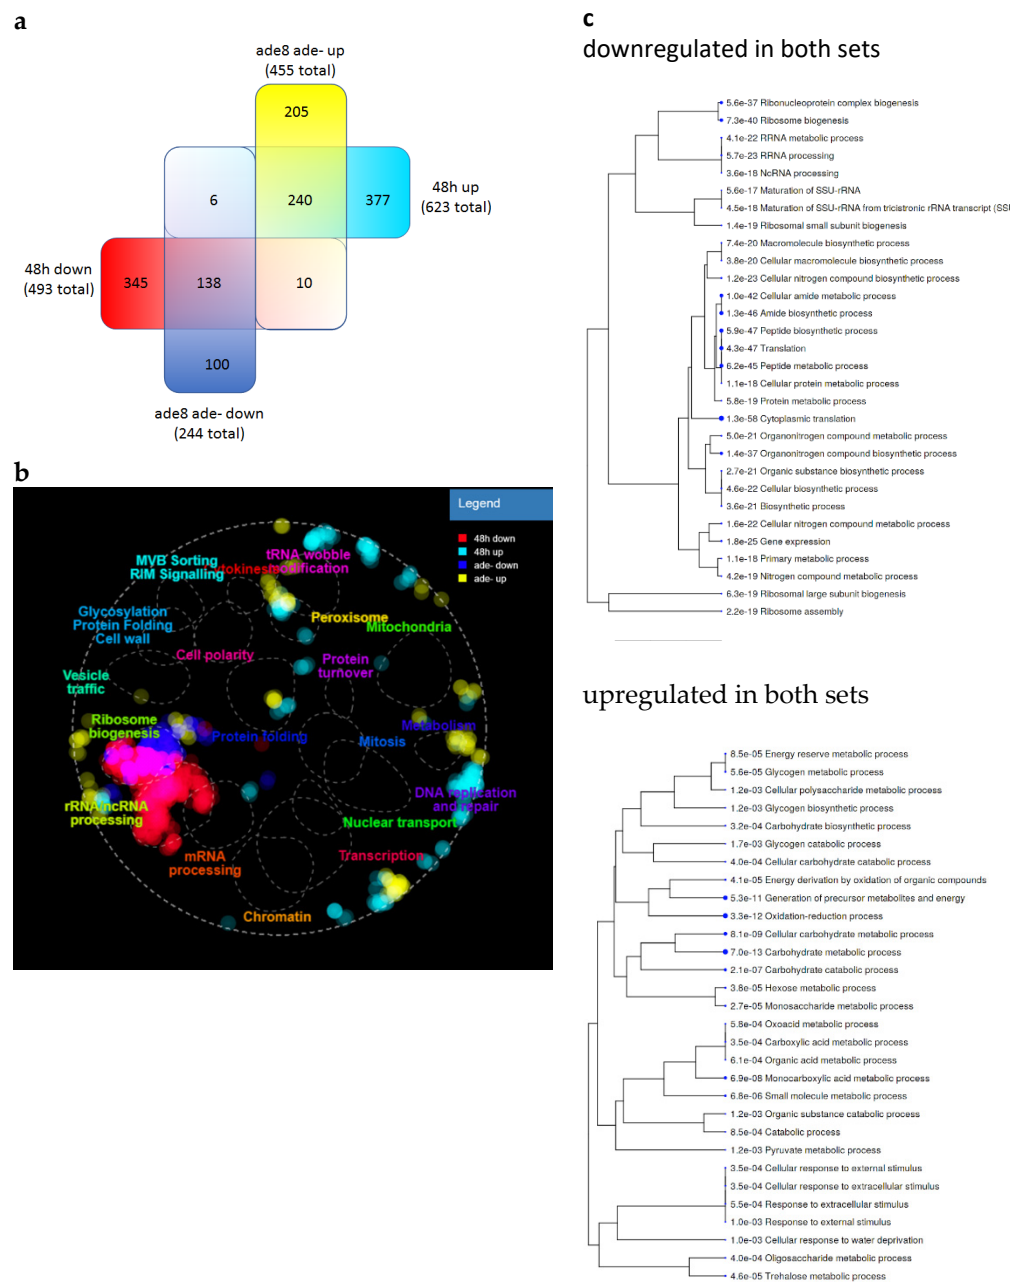 a
ade8 ade- up
(455 total)
205
6
240
377
48h up
(623 total)
48h down
(493 total)
345
138
10
100
ade8 ade- down
(244 total)
b
Legend
48h down
48h up
ade- down
ade- up
MVB Sorting
RIM Signalling
tRNA wobble
modification
Glycosylation
Protein Folding
Cell wall
Peroxisome
Mitochondria
Cell polarity
Protein
turnover
Vesicle
traffic
Ribosome
biogenesis
Protein folding
Mitosis
Metabolism
rRNA/ncRNA
processing
DNA replication
and repair
Nuclear transport
mRNA
processing
Transcription
Chromatin
c
downregulated in both sets
5.6e-37 Ribonucleoprotein complex biogenesis
7.3e-40 Ribosome biogenesis
4.1e-22 RRNA metabolic process
5.7e-23 RRNA processing
3.6e-18 NcRNA processing
5.6e-17 Maturation of SSU-rRNA
4.5e-18 Maturation of SSU-rRNA from tricistronic rRNA transcript (SSU
1.4e-19 Ribosomal small subunit biogenesis
7.4e-20 Macromolecule biosynthetic process
3.8e-20 Cellular macromolecule biosynthetic process
1.2e-23 Cellular nitrogen compound biosynthetic process
1.0e-42 Cellular amide metabolic process
1.3e-46 Amide biosynthetic process
5.9e-47 Peptide biosynthetic process
4.3e-47 Translation
6.2e-45 Peptide metabolic process
1.1e-18 Cellular protein metabolic process
5.8e-19 Protein metabolic process
1.3e-58 Cytoplasmic translation
5.0e-21 Organonitrogen compound metabolic process
1.4e-37 Organonitrogen compound biosynthetic process
2.7e-21 Organic substance biosynthetic process
4.6e-22 Cellular biosynthetic process
3.6e-21 Biosynthetic process
1.6e-22 Cellular nitrogen compound metabolic process
1.8e-25 Gene expression
1.1e-18 Primary metabolic process
4.2e-19 Nitrogen compound metabolic process
6.3e-19 Ribosomal large subunit biogenesis
2.2e-19 Ribosome assembly
upregulated in both sets
8.5e-05 Energy reserve metabolic process
5.6e-05 Glycogen metabolic process
1.2e-03 Cellular polysaccharide metabolic process
1.2e-03 Glycogen biosynthetic process
3.2e-04 Carbohydrate biosynthetic process
1.7e-03 Glycogen catabolic process
4.0e-04 Cellular carbohydrate catabolic process
4.1e-05 Energy derivation by oxidation of organic compounds
5.3e-11 Generation of precursor metabolites and energy
3.3e-12 Oxidation-reduction process
8.1e-09 Cellular carbohydrate metabolic process
7.0e-13 Carbohydrate metabolic process
2.1e-07 Carbohydrate catabolic process
3.8e-05 Hexose metabolic process
2.7e-05 Monosaccharide metabolic process
5.8e-04 Oxoacid metabolic process
3.5e-04 Carboxylic acid metabolic process
6.1e-04 Organic acid metabolic process
6.9e-08 Monocarboxylic acid metabolic process
6.8e-06 Small molecule metabolic process
1.2e-03 Organic substance catabolic process
8.5e-04 Catabolic process
1.2e-03 Pyruvate metabolic process
3.5e-04 Cellular response to external stimulus
3.5e-04 Cellular response to extracellular stimulus
5.5e-04 Response to extracellular stimulus
1.0e-03 Response to external stimulus
1.0e-03 Cellular response to water deprivation
4.0e-04 Oligosaccharide metabolic process
4.6e-05 Trehalose metabolic process